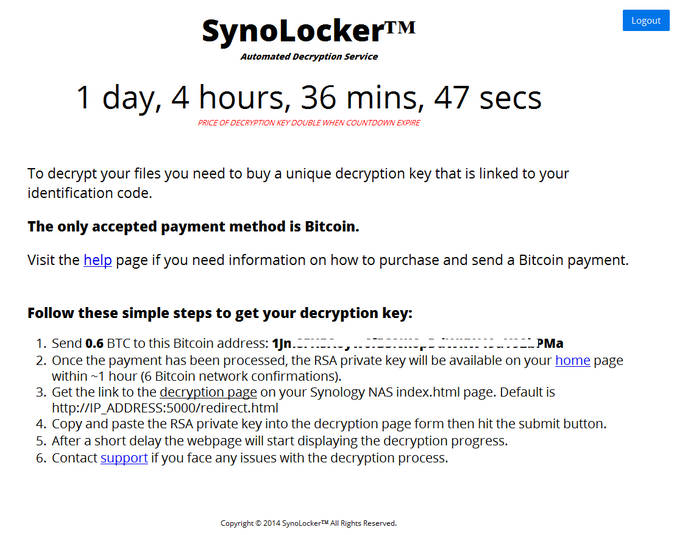 SynoLocker™
Logout
Automated Decryption Service
1 day, 4 hours, 36 mins, 47 secs
PRICE OF DECRYPTION KEY DOUBLE WHEN COUNTDOWN EXPIRE
To decrypt your files you need to buy a unique decryption key that is linked to your
identification code.
The only accepted payment method is Bitcoin.
Visit the help page if you need information on how to purchase and send a Bitcoin payment.
Follow these simple steps to get your decryption key:
1. Send 0.6 BTC to this Bitcoin address:
2. Once the payment has been processed, the RSA private key will be available on your home page
within ~1 hour (6 Bitcoin network confirmations).
3. Get the link to the decryption page on your Synology NAS index.html page. Default is
http://IP_ADDRESS:5000/redirect.html
4. Copy and paste the RSA private key into the decryption page form then hit the submit button.
5. After a short delay the webpage will start displaying the decryption progress.
6. Contact support if you face any issues with the decryption process.
Copyright © 2014 SynoLocker™ All Rights Reserved.